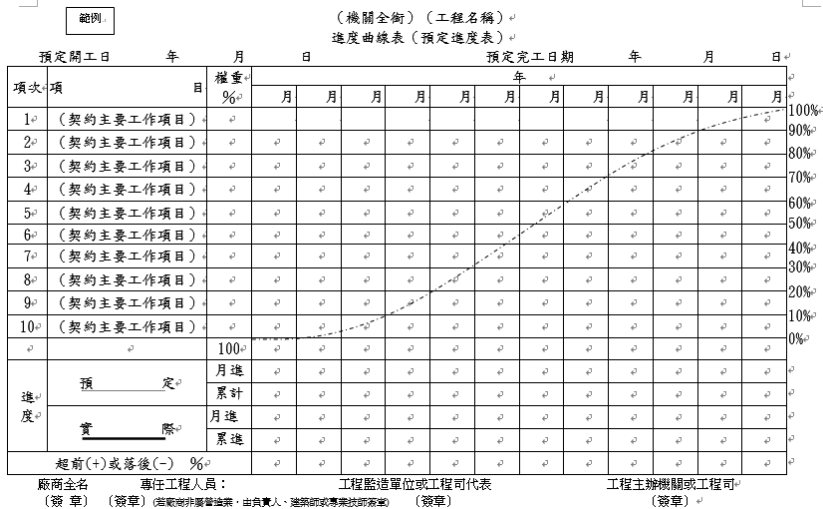 範例
（機關全銜）（工程名稱）
進度曲線表（預定進度表）
預定開工日 年 月 日 預定完工日期 年 月 日
項次 項 目 權重 % 年
月 月 月 月 月 月 月 月 月 月 月 月
100%
1 （契約主要工作項目）
90%
2 （契約主要工作項目）
80%
3 （契約主要工作項目）
70%
4 （契約主要工作項目）
60%
5 （契約主要工作項目）
50%
6 （契約主要工作項目）
40%
7 （契約主要工作項目）
30%
8 （契約主要工作項目）
20%
9 （契約主要工作項目）
10%
10 （契約主要工作項目）
0%
100
進度 預 定 月進
累計
實 際 月進
累進
超前(+)或落後(-) %
廠商全名 專任工程人員： 工程監造單位或工程司代表 工程主辦機關或工程司
〔簽 章〕 〔簽章〕(若廠商非屬營造業，由負責人、建築師或專業技師簽章) 〔簽章〕 〔簽章〕